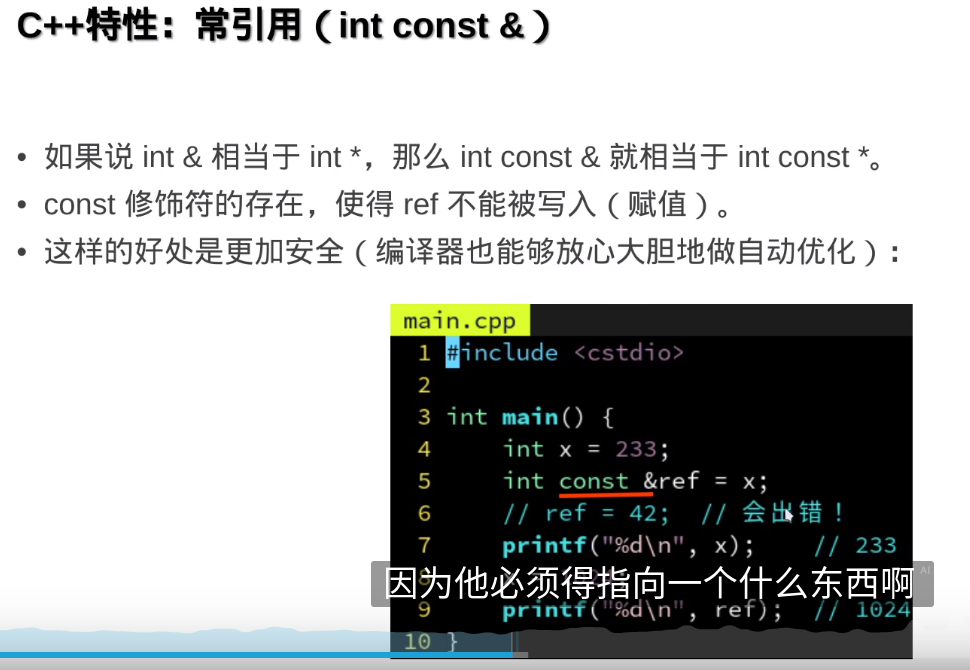 C++特性：常引用（int const &）
• 如果说 int & 相当于 int *，那么 int const & 就相当于 int const *。
• const 修饰符的存在，使得 ref 不能被写入（赋值）。
• 这样的好处是更加安全（编译器也能够放心大胆地做自动优化）：
main.cpp
1 #include <cstdio>
2
3 int main() {
4 int x = 233;
5 int const &ref = x;
6 // ref = 42; // 会出错！
7 printf("%d\n", x); // 233
8
因为他必须得指向一个什么东西啊
AI
9 printf("%d\n", ref); // 1024
10 }